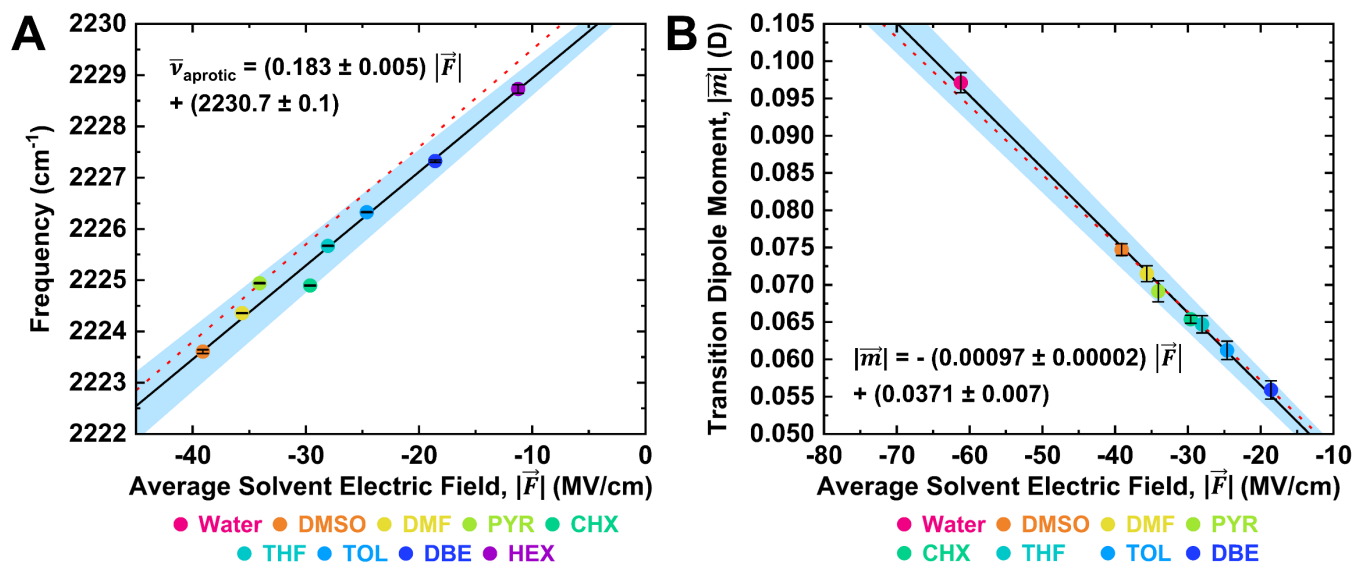 A
2230
2229
2228
2227
2226
2225
2224
2223
2222
Frequency (cm⁻¹)
ν̅aprotic = (0.183 ± 0.005) |F⃗|
+ (2230.7 ± 0.1)
-40 -30 -20 -10 0
Average Solvent Electric Field, |F⃗| (MV/cm)
Water DMSO DMF PYR CHX
THF TOL DBE HEX
B
0.105
0.100
0.095
0.090
0.085
0.080
0.075
0.070
0.065
0.060
0.055
0.050
Transition Dipole Moment, |m⃗| (D)
|m⃗| = - (0.00097 ± 0.00002) |F⃗|
+ (0.0371 ± 0.007)
-80 -70 -60 -50 -40 -30 -20 -10
Average Solvent Electric Field, |F⃗| (MV/cm)
Water DMSO DMF PYR
CHX THF TOL DBE